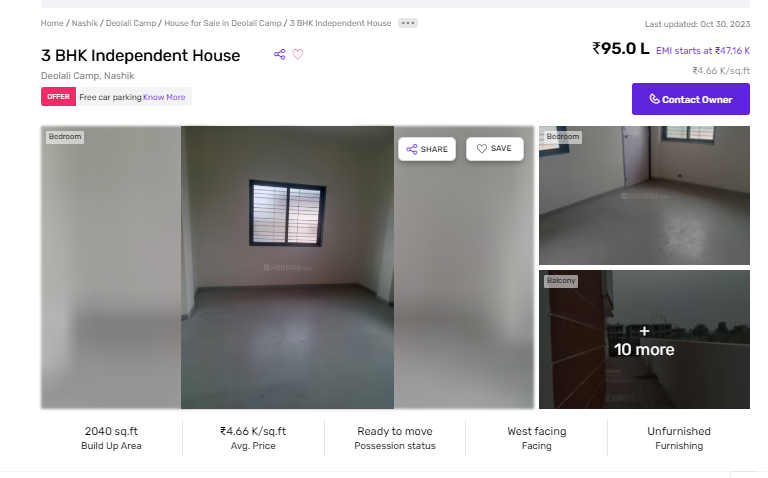 Home / Nashik / Deolali Camp / House for Sale in Deolali Camp / 3 BHK Independent House
Last updated: Oct 30, 2023
3 BHK Independent House
₹95.0 L EMI starts at ₹47.16 K
Deolali Camp, Nashik
₹4.66 K/sq.ft
OFFER Free car parking Know More
Contact Owner
Bedroom
SHARE
SAVE
Bedroom
HOUSING
HOUSING
Balcony
+
10 more
2040 sq.ft
Build Up Area
₹4.66 K/sq.ft
Avg. Price
Ready to move
Possession status
West facing
Facing
Unfurnished
Furnishing